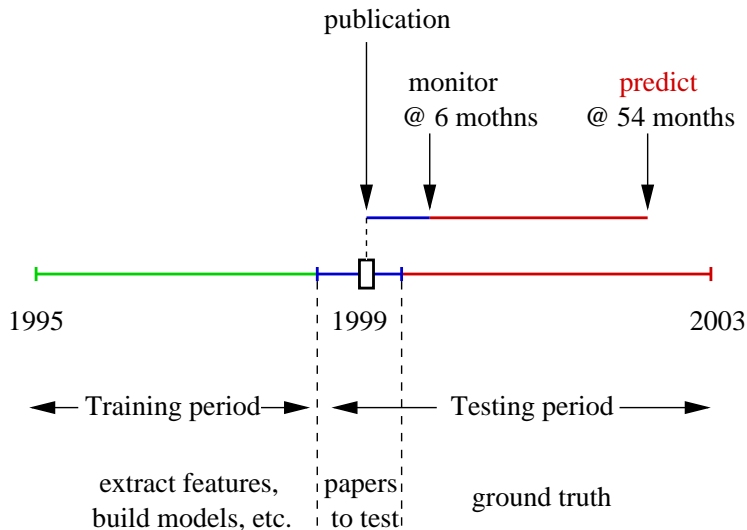 publication
monitor
@ 6 mothns
predict
@ 54 months
1995
1999
2003
Training period
Testing period
extract features,
build models, etc.
papers
to test
ground truth